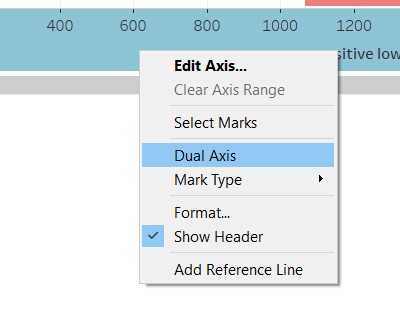 400 600 800 1000 1200
sitive low
Edit Axis...
Clear Axis Range
Select Marks
Dual Axis
Mark Type
Format...
Show Header
Add Reference Line